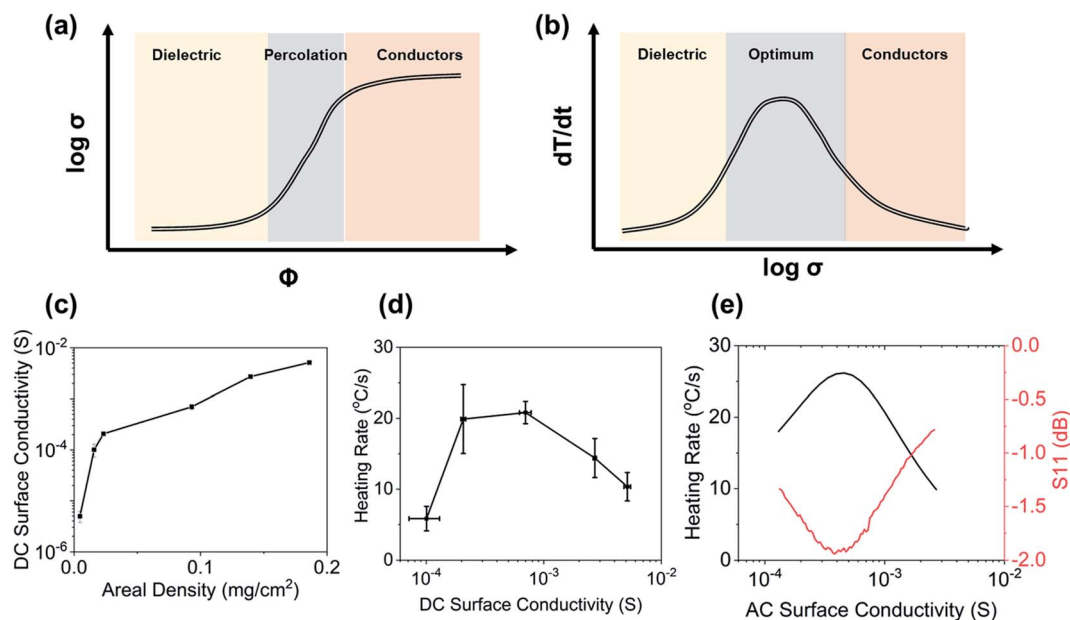 (a)
Dielectric Percolation Conductors
log σ
Φ
(b)
Dielectric Optimum Conductors
dT/dt
log σ
(c)
DC Surface Conductivity (S)
10⁻²
10⁻⁴
10⁻⁶
0.0 0.1 0.2
Areal Density (mg/cm²)
(d)
Heating Rate (°C/s)
30
20
10
0
10⁻⁴ 10⁻³ 10⁻²
DC Surface Conductivity (S)
(e)
Heating Rate (°C/s)
30
20
10
0
10⁻⁴ 10⁻³ 10⁻²
AC Surface Conductivity (S)
0.0
-0.5
-1.0
-1.5
-2.0
S11 (dB)